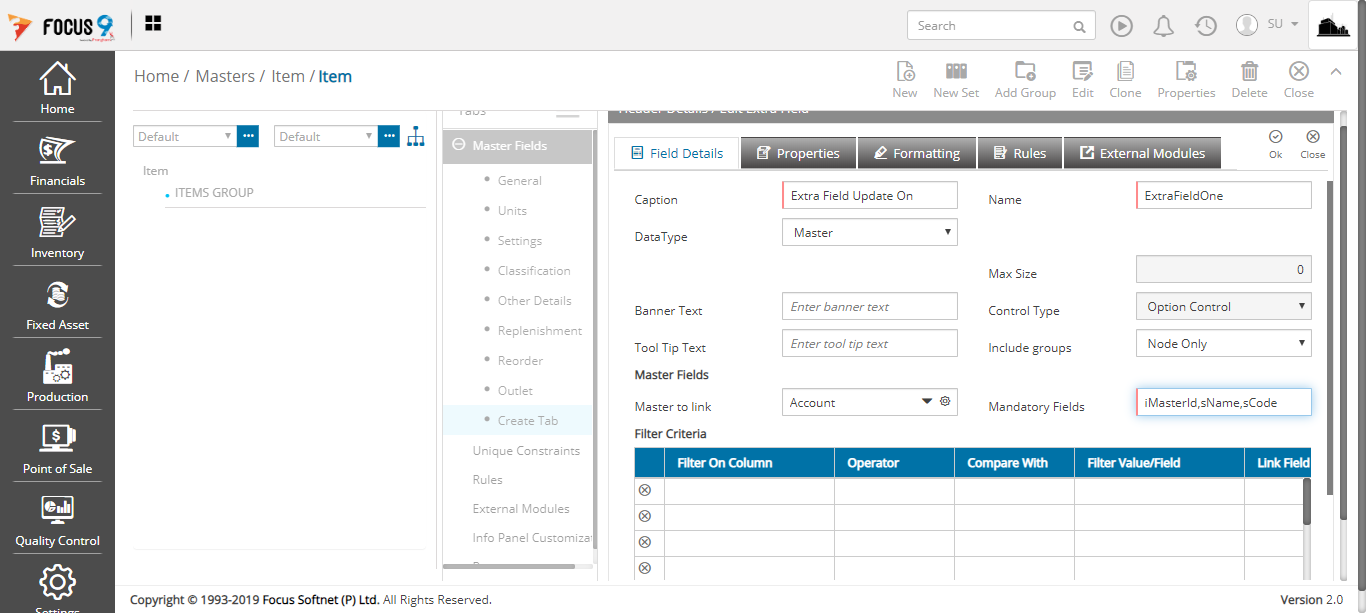 FOCUS 9
Search
SU
Home / Masters / Item / Item
New
New Set
Add Group
Edit
Clone
Properties
Delete
Close
Home
Financials
Inventory
Fixed Asset
Production
Point of Sale
Quality Control
Settings
Default
Default
Item
ITEMS GROUP
Tabs
Master Fields
General
Units
Settings
Classification
Other Details
Replenishment
Reorder
Outlet
Create Tab
Unique Constraints
Rules
External Modules
Info Panel Customizat
Header Details / Edit Extra Field
Field Details
Properties
Formatting
Rules
External Modules
Ok
Close
Caption
Extra Field Update On
Name
ExtraFieldOne
DataType
Master
Max Size
0
Banner Text
Enter banner text
Control Type
Option Control
Tool Tip Text
Enter tool tip text
Include groups
Node Only
Master Fields
Master to link
Account
Mandatory Fields
iMasterId,sName,sCode
Filter Criteria
Filter On Column
Operator
Compare With
Filter Value/Field
Link Field
Copyright © 1993-2019 Focus Softnet (P) Ltd. All Rights Reserved.
Version 2.0